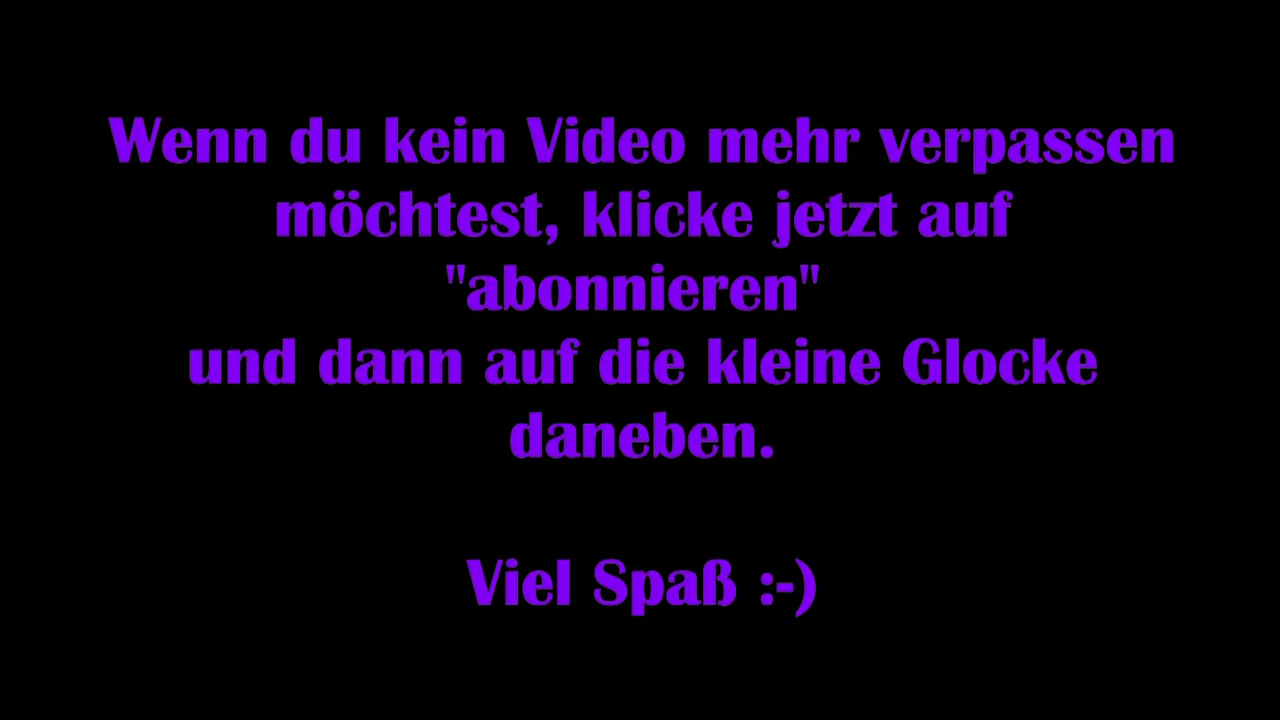 Wenn du kein Video mehr verpassen
möchtest, klicke jetzt auf
"abonnieren"
und dann auf die kleine Glocke
daneben.
Viel Spaß :-)